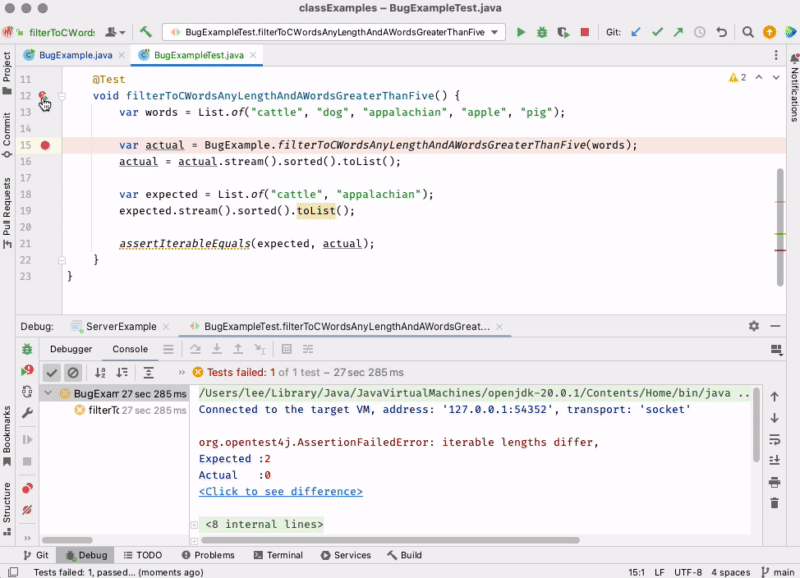 classExamples – BugExampleTest.java
filterToCWord
BugExampleTest.filterToCWordsAnyLengthAndAWordsGreaterThanFive
Git:
Project
Commit
Pull Requests
Bookmarks
Structure
Notifications
BugExample.java
BugExampleTest.java
2
11 @Test
12 void filterToCWordsAnyLengthAndAWordsGreaterThanFive() {
13 var words = List.of("cattle", "dog", "appalachian", "apple", "pig");
14
15 var actual = BugExample.filterToCWordsAnyLengthAndAWordsGreaterThanFive(words);
16 actual = actual.stream().sorted().toList();
17
18 var expected = List.of("cattle", "appalachian");
19 expected.stream().sorted().toList();
20
21 assertIterableEquals(expected, actual);
22 }
23 }
Debug:
ServerExample
BugExampleTest.filterToCWordsAnyLengthAndAWordsGreat...
Debugger
Console
Tests failed: 1 of 1 test – 27 sec 285 ms
BugExam 27 sec 285 ms
filterTo 27 sec 285 ms
/Users/lee/Library/Java/JavaVirtualMachines/openjdk-20.0.1/Contents/Home/bin/java ...
Connected to the target VM, address: '127.0.0.1:54352', transport: 'socket'
org.opentest4j.AssertionFailedError: iterable lengths differ,
Expected :2
Actual :0
<Click to see difference>
<8 internal lines>
Git
Debug
TODO
Problems
Terminal
Services
Build
Tests failed: 1, passed... (moments ago)
15:1 LF UTF-8 4 spaces main